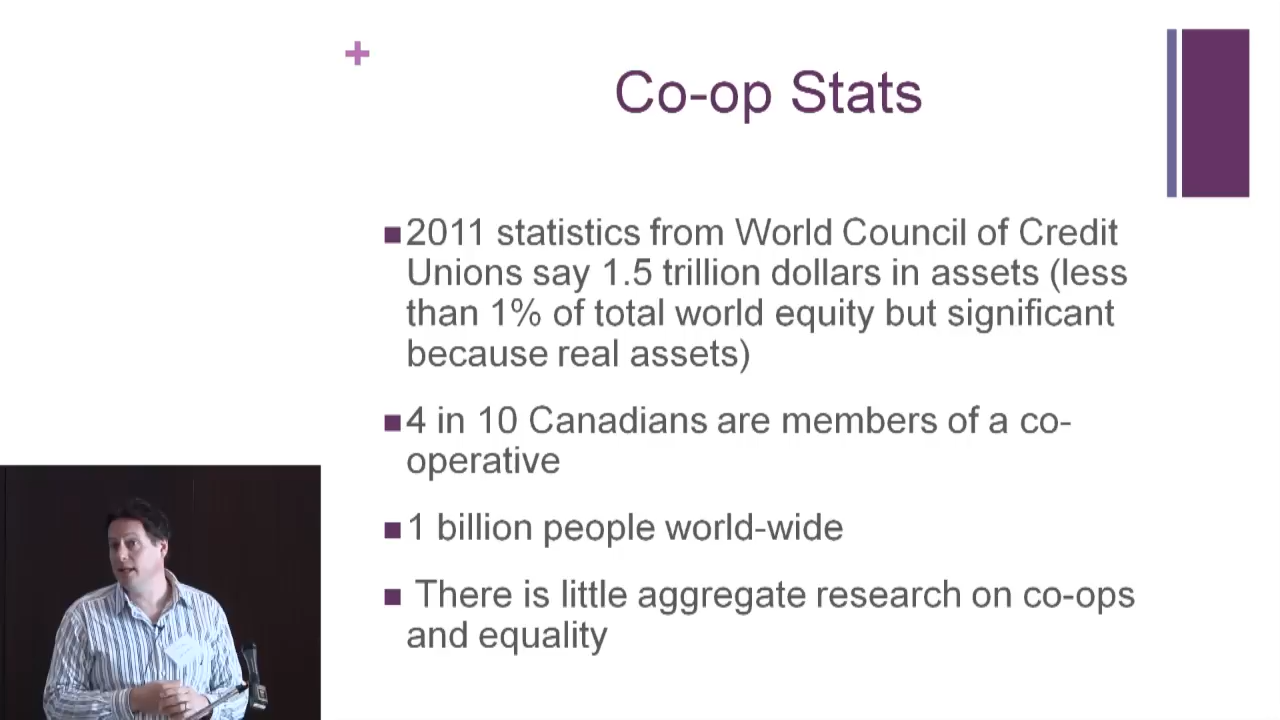 +
Co-op Stats
■2011 statistics from World Council of Credit
Unions say 1.5 trillion dollars in assets (less
than 1% of total world equity but significant
because real assets)
■4 in 10 Canadians are members of a co-
operative
■1 billion people world-wide
■ There is little aggregate research on co-ops
and equality